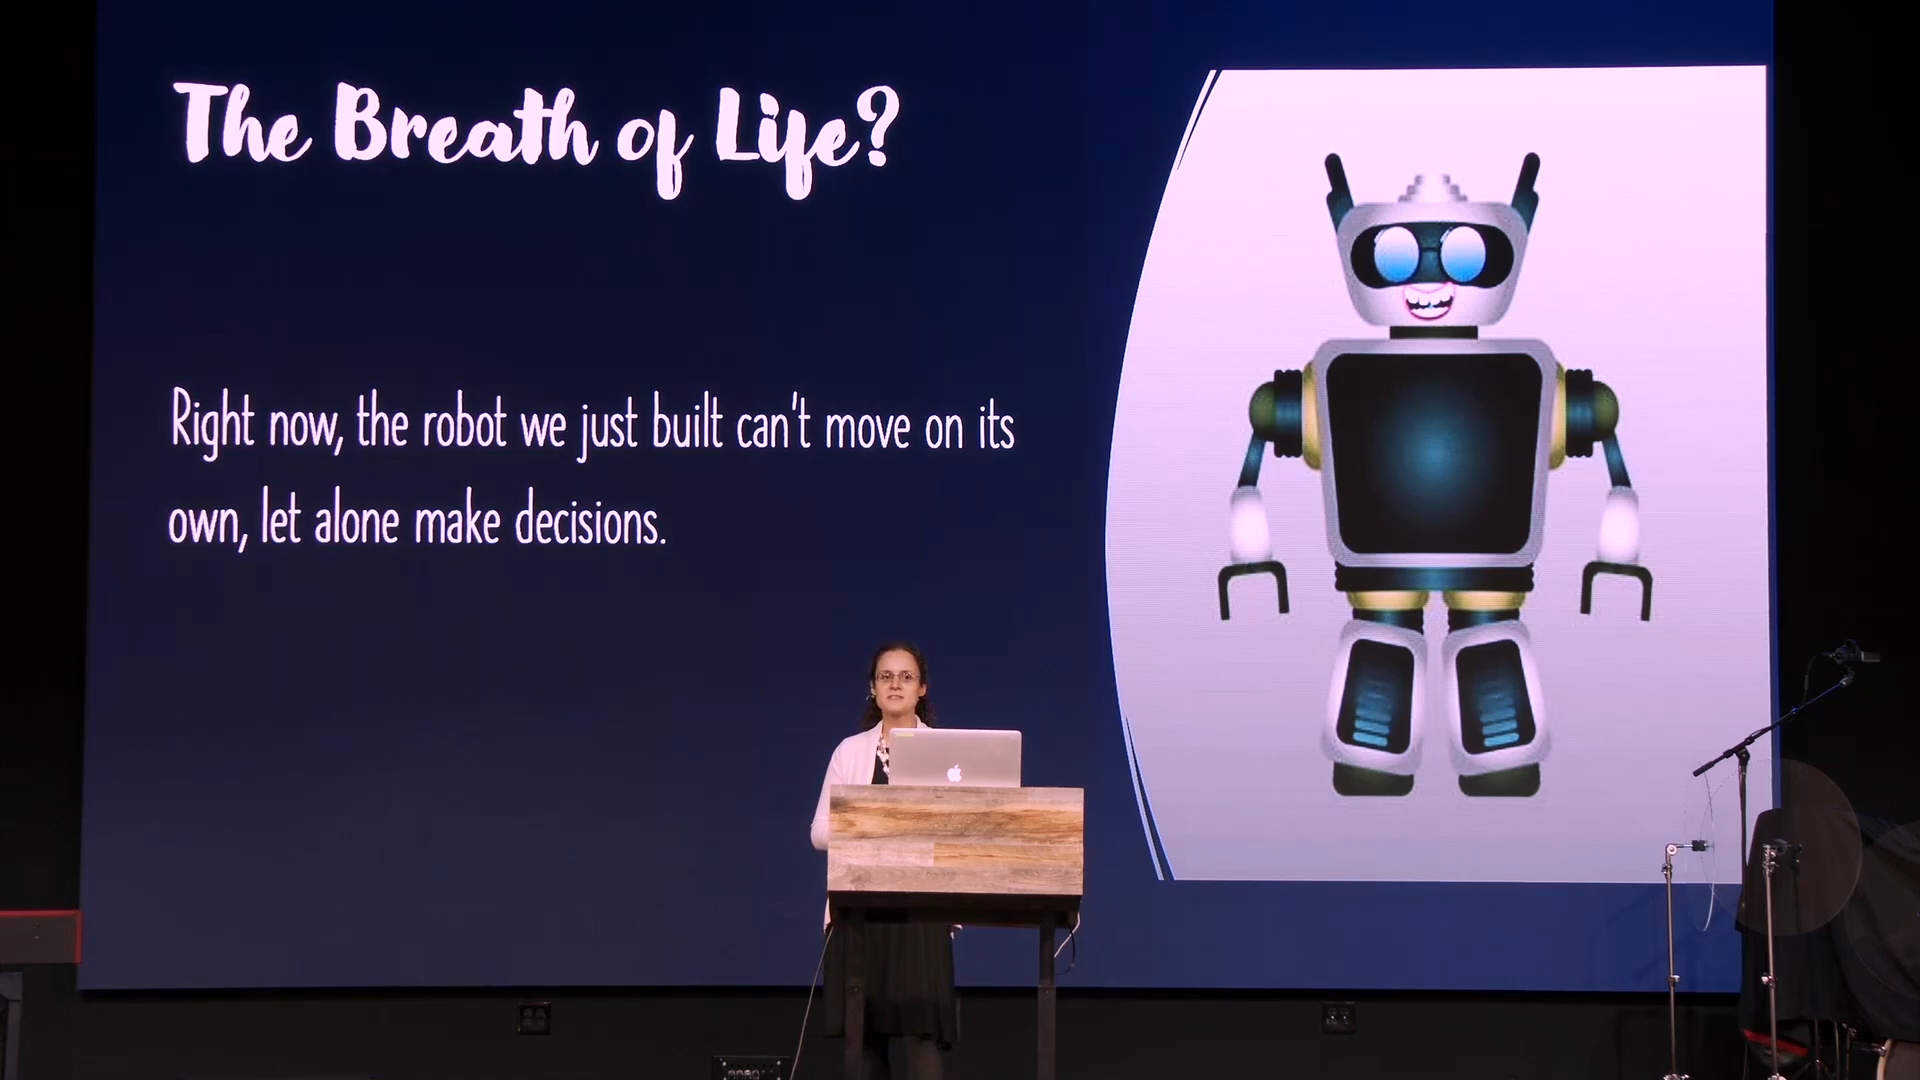 The Breath of Life?
Right now, the robot we just built can't move on its
own, let alone make decisions.